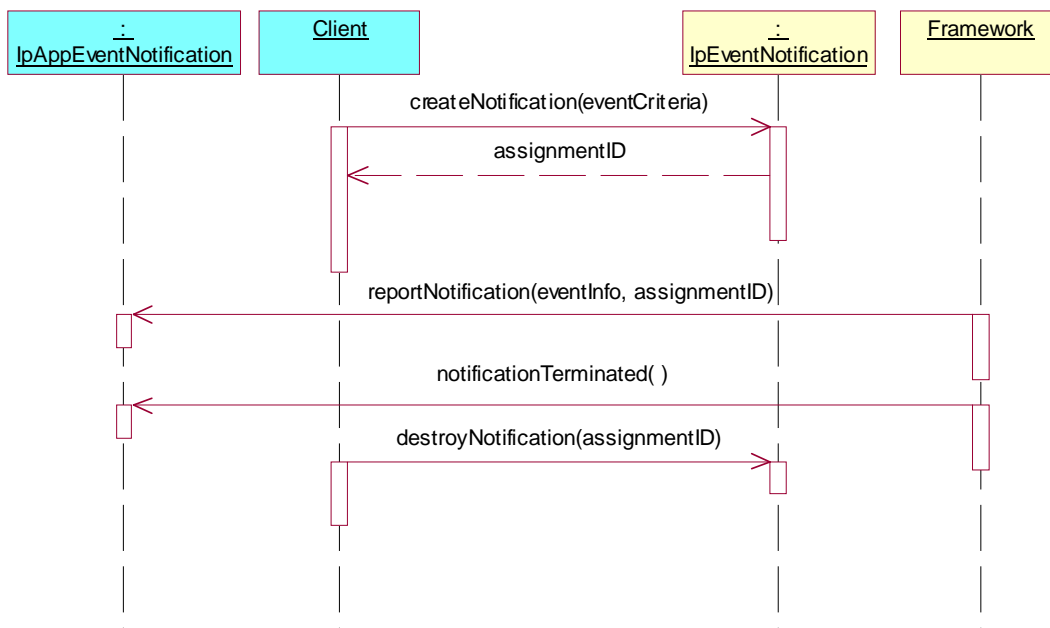 :
IpAppEventNotification
Client
:
IpEventNotification
Framework
createNotification(eventCriteria)
assignmentID
reportNotification(eventInfo, assignmentID)
notificationTerminated( )
destroyNotification(assignmentID)